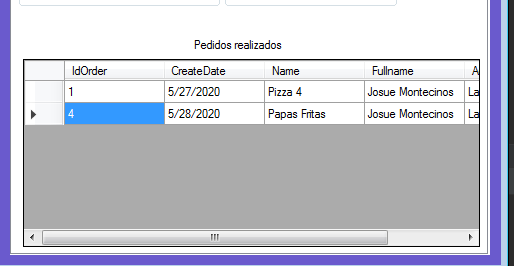 Pedidos realizados
IdOrder CreateDate Name Fullname A
1 5/27/2020 Pizza 4 Josue Montecinos La
4 5/28/2020 Papas Fritas Josue Montecinos La